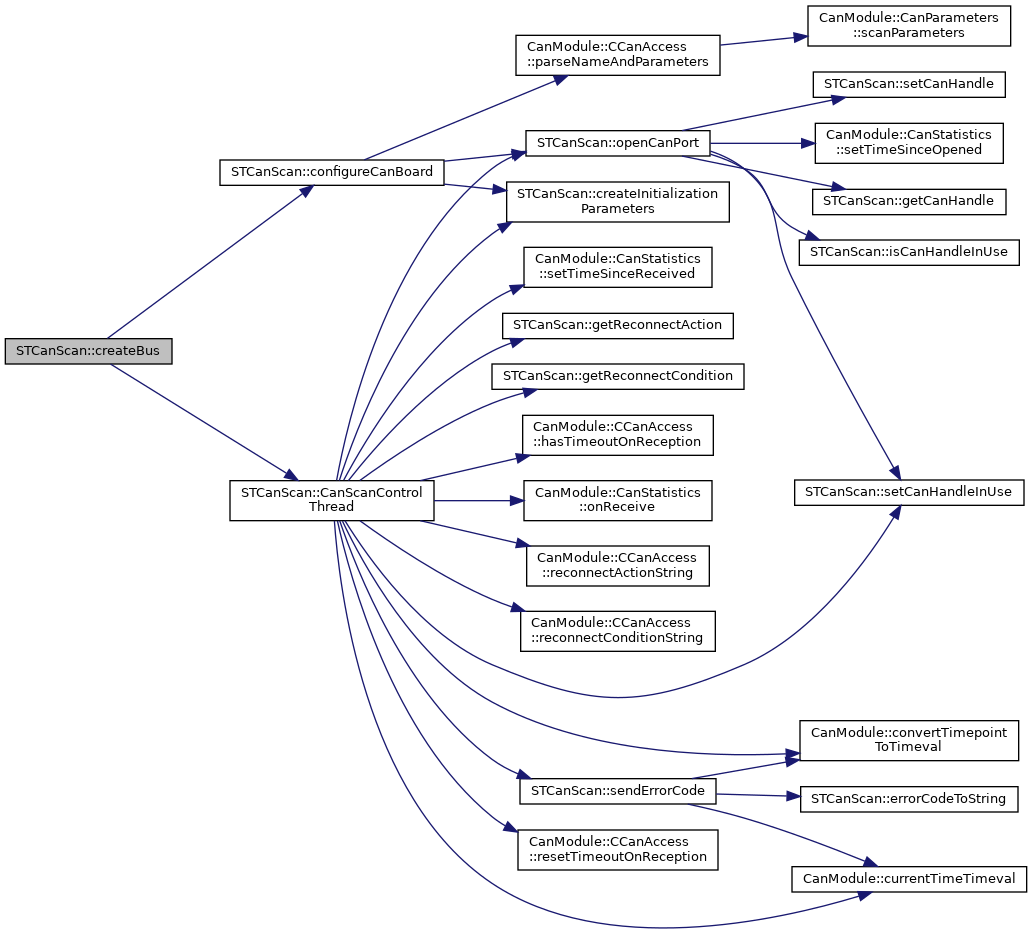 STCanScan::createBus
STCanScan::configureCanBoard
STCanScan::CanScanControl
Thread
CanModule::CCanAccess
::parseNameAndParameters
STCanScan::openCanPort
STCanScan::createInitialization
Parameters
CanModule::CanStatistics
::setTimeSinceReceived
STCanScan::getReconnectAction
STCanScan::getReconnectCondition
CanModule::CCanAccess
::hasTimeoutOnReception
CanModule::CanStatistics
::onReceive
CanModule::CCanAccess
::reconnectActionString
CanModule::CCanAccess
::reconnectConditionString
STCanScan::sendErrorCode
CanModule::CCanAccess
::resetTimeoutOnReception
CanModule::CanParameters
::scanParameters
STCanScan::setCanHandle
CanModule::CanStatistics
::setTimeSinceOpened
STCanScan::getCanHandle
STCanScan::isCanHandleInUse
STCanScan::setCanHandleInUse
CanModule::convertTimepoint
ToTimeval
STCanScan::errorCodeToString
CanModule::currentTimeTimeval